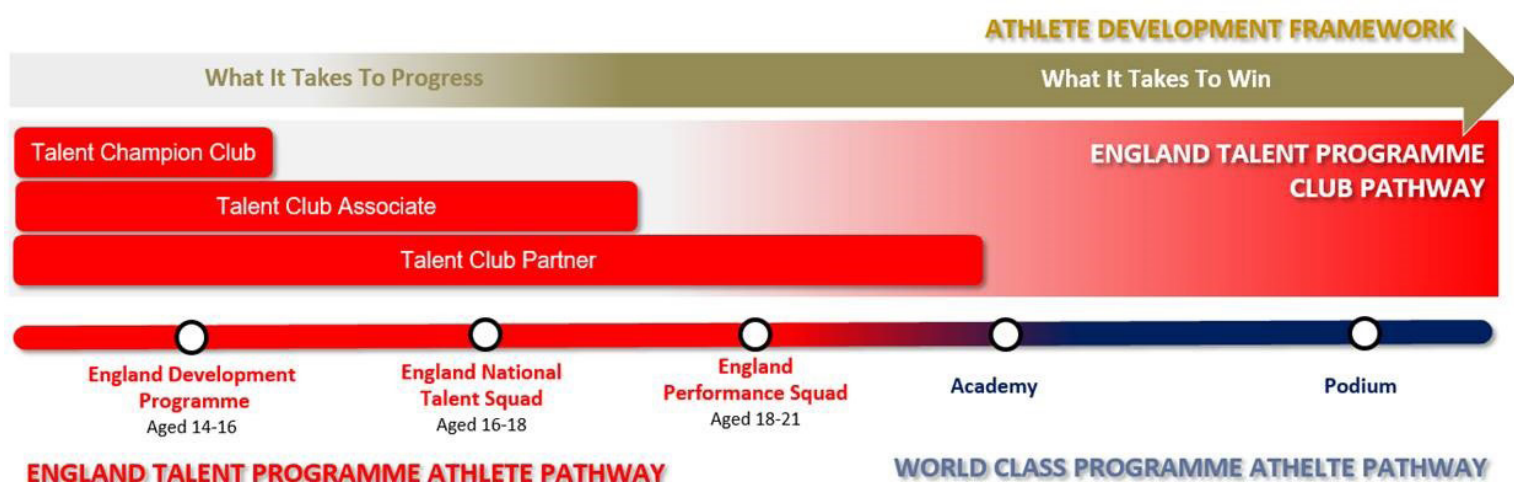 ATHLETE DEVELOPMENT FRAMEWORK
What It Takes To Progress
What It Takes To Win
Talent Champion Club
ENGLAND TALENT PROGRAMME
CLUB PATHWAY
Talent Club Associate
Talent Club Partner
England Development
Programme
Aged 14-16
England National
Talent Squad
Aged 16-18
England
Performance Squad
Aged 18-21
Academy
Podium
ENGLAND TALENT PROGRAMME ATHLETE PATHWAY
WORLD CLASS PROGRAMME ATHELTE PATHWAY